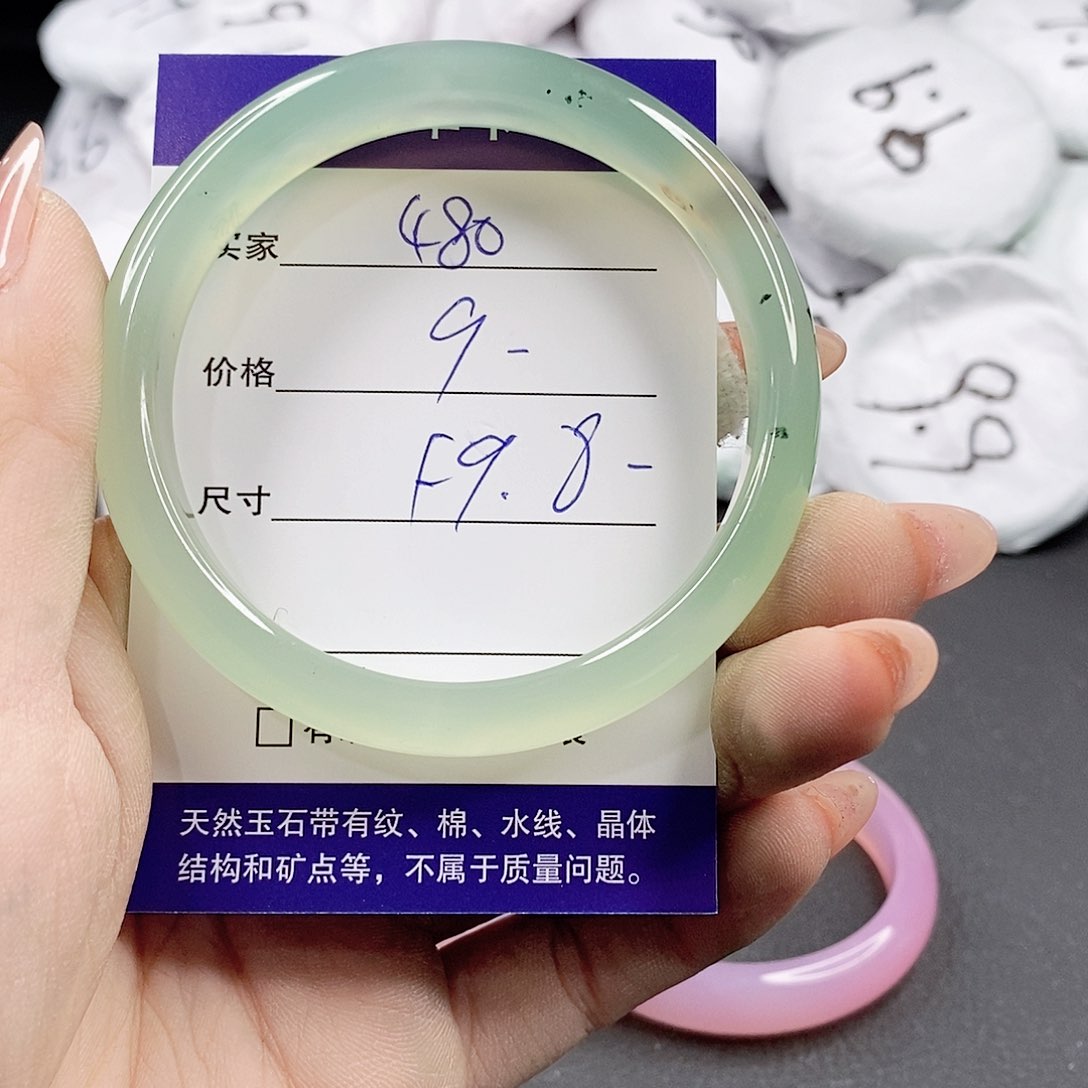 买家 480
价格 9-
尺寸 F9.8-
天然玉石带有纹、棉、水线、晶体
结构和矿点等，不属于质量问题。